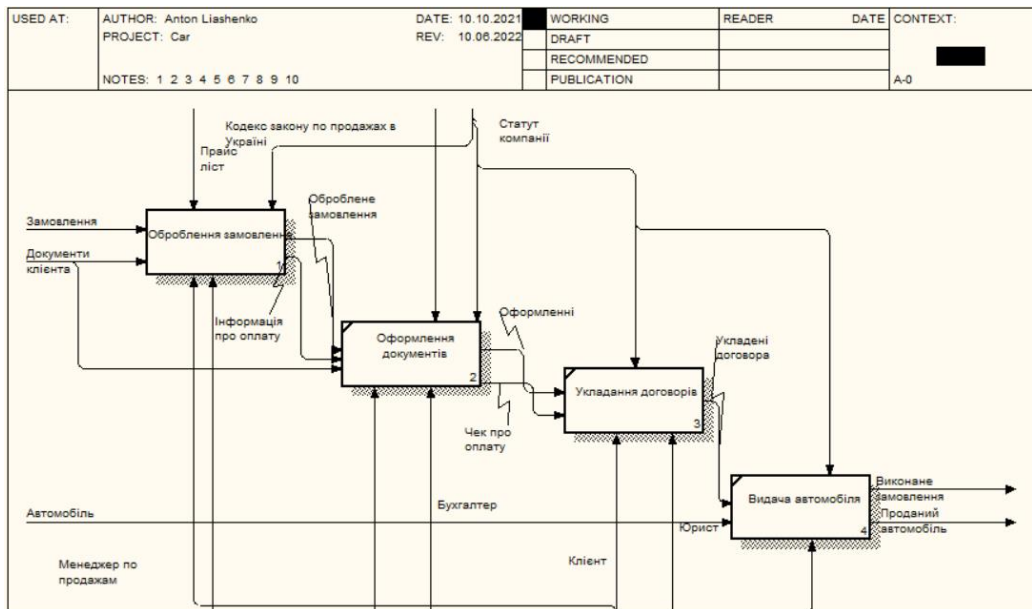 USED AT:
AUTHOR: Anton Liashenko
DATE: 10.10.2021
WORKING
READER
DATE
CONTEXT:
PROJECT: Car
REV: 10.06.2022
DRAFT
RECOMMENDED
NOTES: 1 2 3 4 5 6 7 8 9 10
PUBLICATION
A-0
Кодекс закону по продажах в
Україні
Статут
компанії
Прайс
ліст
Оброблене
замовлення
Замовлення
Оброблення замовлення
1
Документи
клієнта
Інформація
про оплату
Оформлення
документів
2
Оформленні
Укладені
договора
Укладання договорів
3
Чек про
оплату
Видача автомобіля
4
Виконане
замовлення
Проданий
автомобіль
Автомобіль
Бухгалтер
Юрист
Менеджер по
продажам
Клієнт